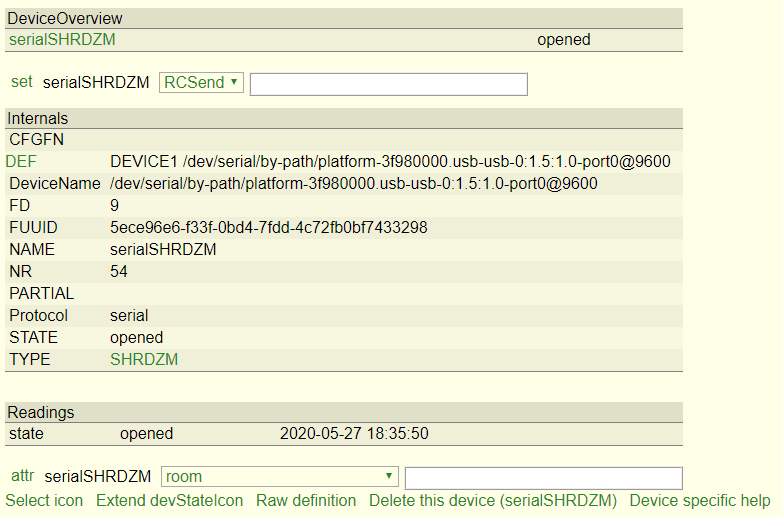 DeviceOverview
serialSHRDZM opened
set serialSHRDZM RCSend
Internals
CFGFN
DEF DEVICE1 /dev/serial/by-path/platform-3f980000.usb-usb-0:1.5:1.0-port0@9600
DeviceName /dev/serial/by-path/platform-3f980000.usb-usb-0:1.5:1.0-port0@9600
FD 9
FUUID 5ece96e6-f33f-0bd4-7fdd-4c72fb0bf7433298
NAME serialSHRDZM
NR 54
PARTIAL
Protocol serial
STATE opened
TYPE SHRDZM
Readings
state opened 2020-05-27 18:35:50
attr serialSHRDZM room
Select icon Extend devStateIcon Raw definition Delete this device (serialSHRDZM) Device specific help